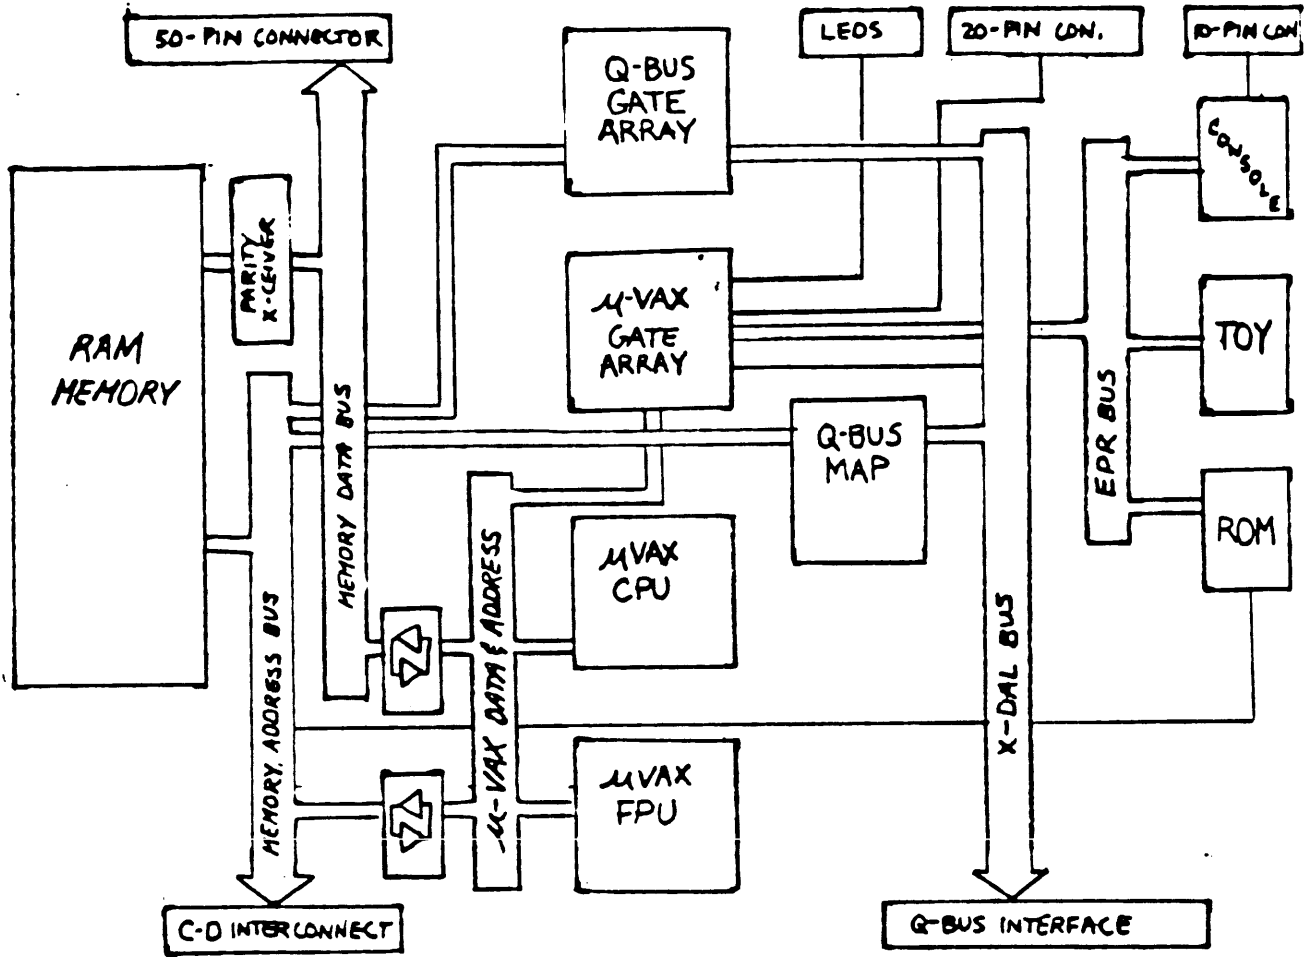 50-PIN CONNECTOR
LEDS
20-PIN CON.
10-PIN CON
Q-BUS
GATE
ARRAY
CONSOLE
PARITY
X-CEIVER
RAM
MEMORY
μ-VAX
GATE
ARRAY
TOY
MEMORY DATA BUS
Q-BUS
MAP
EPR BUS
ROM
μVAX
CPU
μ-VAX DATA & ADDRESS
MEMORY, ADDRESS BUS
X-DAL BUS
μVAX
FPU
C-D INTERCONNECT
Q-BUS INTERFACE